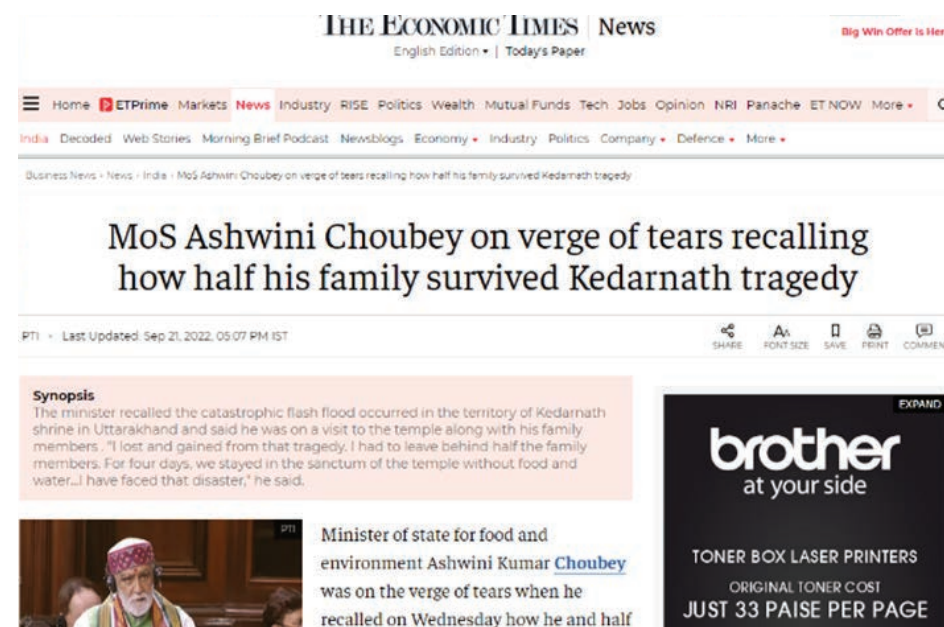 THE ECONOMIC TIMES | News
Big Win Offer Is Her
English Edition | Today's Paper
Home ETPrime Markets News Industry RISE Politics Wealth Mutual Funds Tech Jobs Opinion NRI Panache ET NOW More
India Decoded Web Stories Morning Brief Podcast Newsblogs Economy Industry Politics Company Defence More
Business News › News › India › MoS Ashwini Choubey on verge of tears recalling how half his family survived Kedarnath tragedy
MoS Ashwini Choubey on verge of tears recalling
how half his family survived Kedarnath tragedy
PTI • Last Updated: Sep 21, 2022, 05:07 PM IST
SHARE FONT SIZE SAVE PRINT COMMEN
Synopsis
The minister recalled the catastrophic flash flood occurred in the territory of Kedarnath
shrine in Uttarakhand and said he was on a visit to the temple along with his family
members . "I lost and gained from that tragedy. I had to leave behind half the family
members. For four days, we stayed in the sanctum of the temple without food and
water...I have faced that disaster," he said.
PTI
Minister of state for food and
environment Ashwini Kumar Choubey
was on the verge of tears when he
recalled on Wednesday how he and half
EXPAND
brother
at your side
TONER BOX LASER PRINTERS
ORIGINAL TONER COST
JUST 33 PAISE PER PAGE